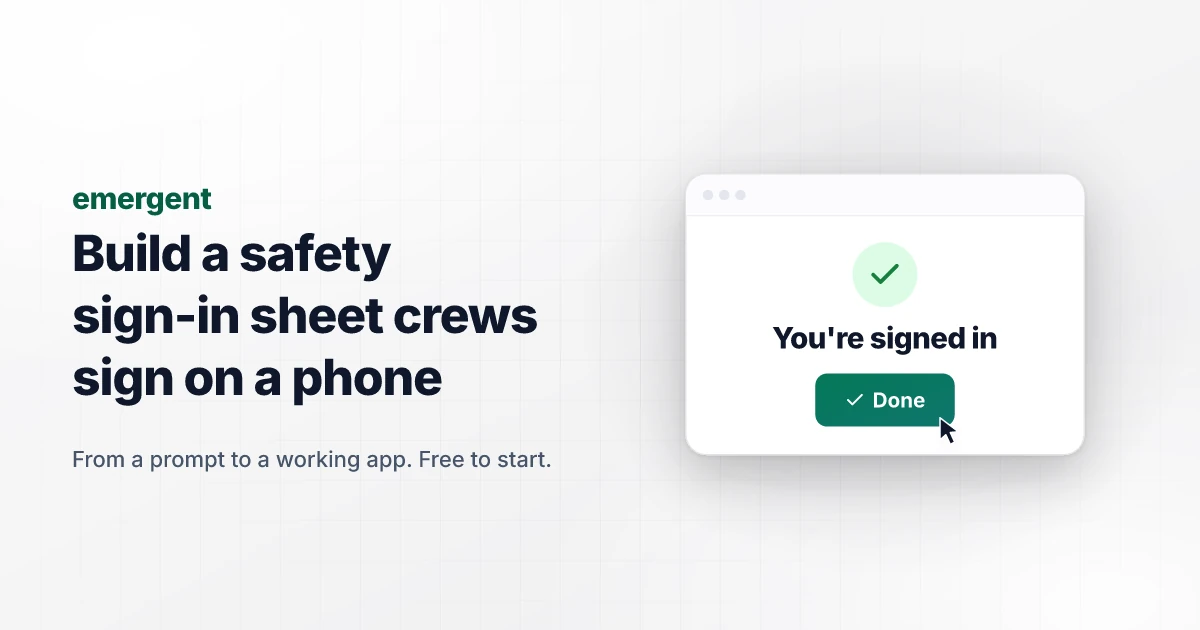 emergent
Build a safety
sign-in sheet crews
sign on a phone
From a prompt to a working app. Free to start.
You're signed in
Done